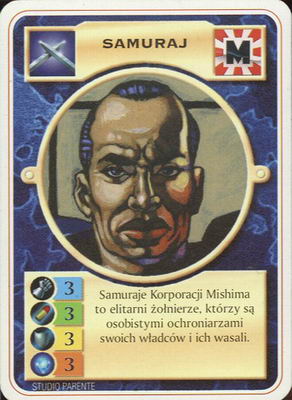 SAMURAJ
M
3
3
3
3
Samuraje Korporacji Mishima
to elitarni żołnierze, którzy są
osobistymi ochroniarzami
swoich władców i ich wasali.
STUDIO PARENTE